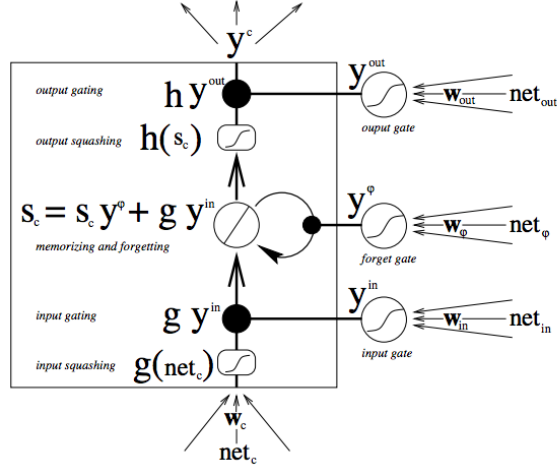 y^c
output gating h y^out y^out
w_out net_out
ouput gate
output squashing h(s_c)
s_c = s_c y^φ + g y^in y^φ
memorizing and forgetting w_φ net_φ
forget gate
input gating g y^in y^in
w_in net_in
input gate
input squashing g(net_c)
w_c
net_c